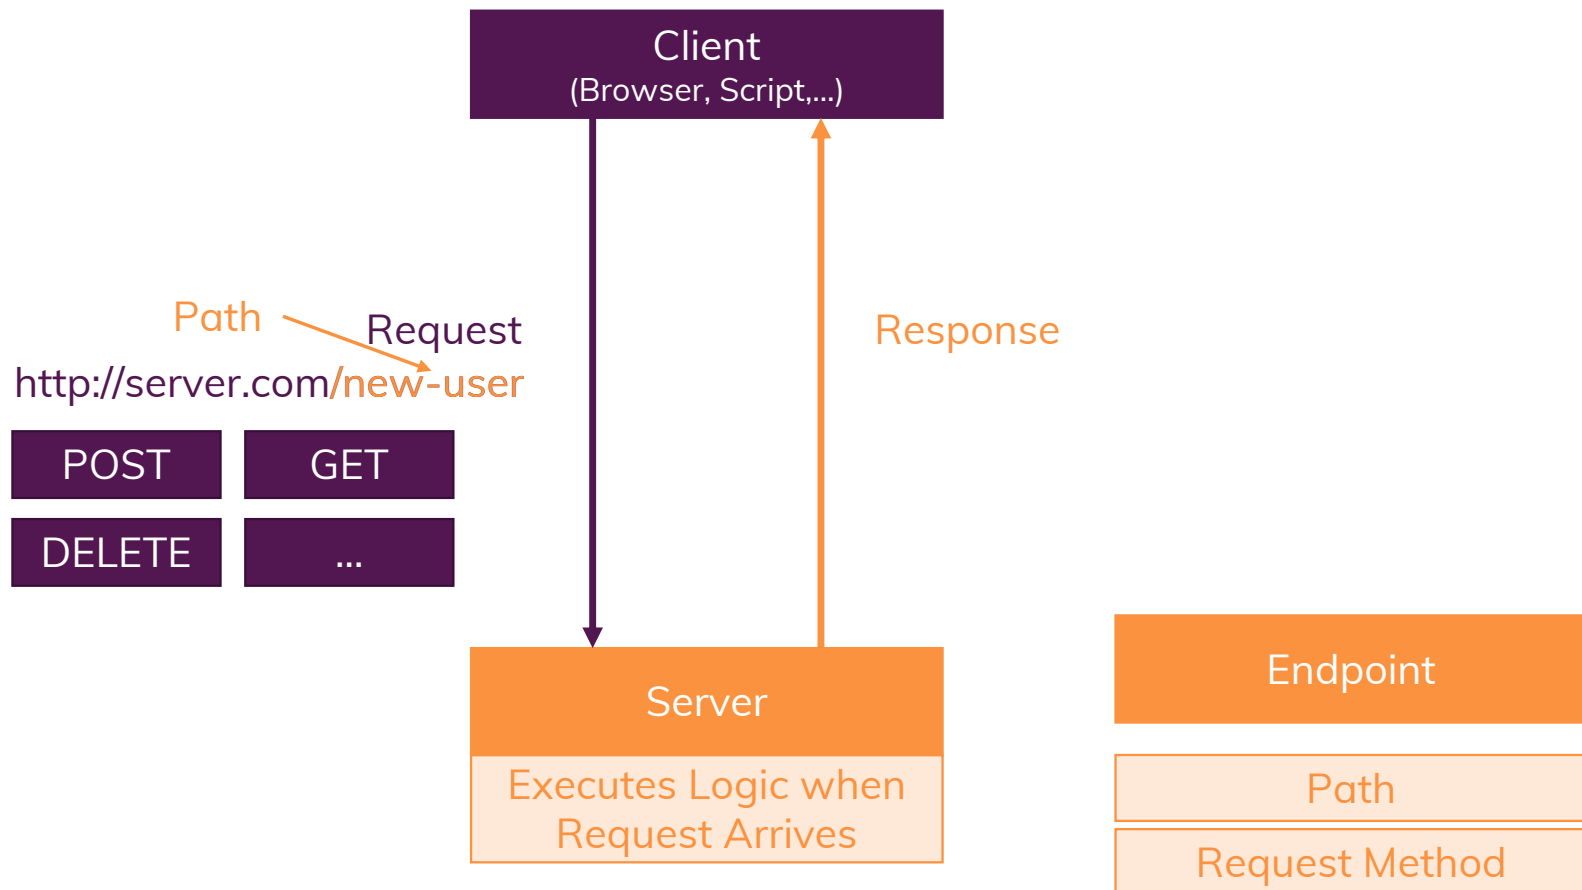 Client
(Browser, Script,...)
Path
Request
http://server.com/new-user
POST
GET
DELETE
...
Response
Server
Executes Logic when
Request Arrives
Endpoint
Path
Request Method